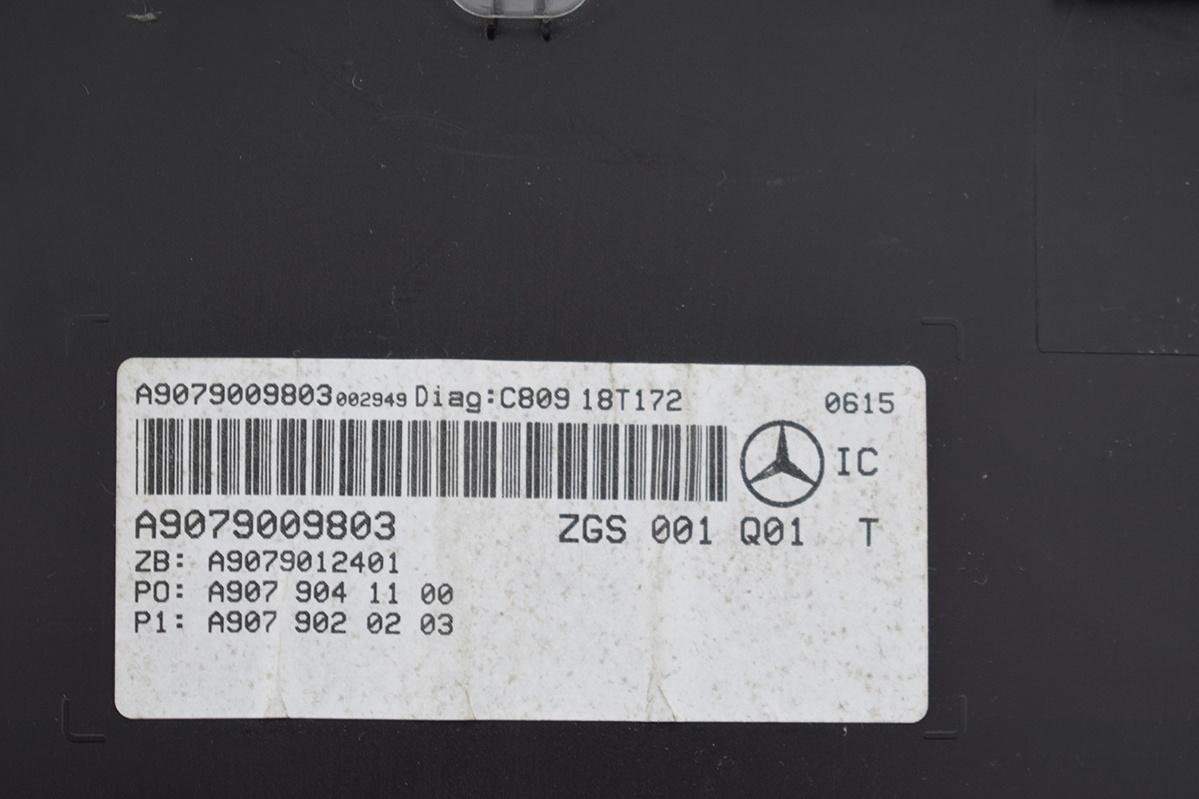 A9079009803 002949 Diag:C809 18T172 0615
IC
A9079009803 ZGS 001 Q01 T
ZB: A9079012401
P0: A907 904 11 00
P1: A907 902 02 03